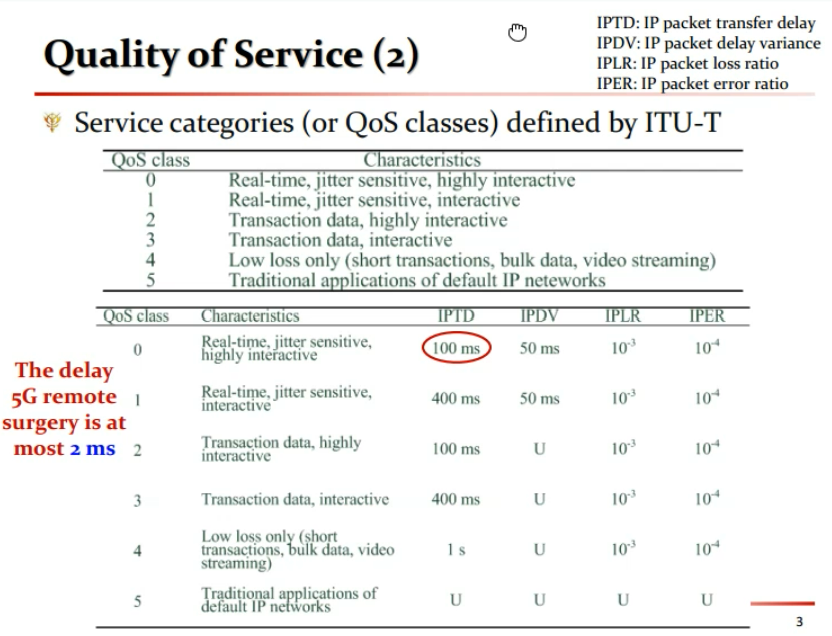 IPTD: IP packet transfer delay
IPDV: IP packet delay variance
IPLR: IP packet loss ratio
IPER: IP packet error ratio
Quality of Service (2)
Service categories (or QoS classes) defined by ITU-T
QoS class Characteristics
0 Real-time, jitter sensitive, highly interactive
1 Real-time, jitter sensitive, interactive
2 Transaction data, highly interactive
3 Transaction data, interactive
4 Low loss only (short transactions, bulk data, video streaming)
5 Traditional applications of default IP neteworks
QoS class Characteristics IPTD IPDV IPLR IPER
0 Real-time, jitter sensitive,
highly interactive
100 ms 50 ms 10⁻³ 10⁻⁴
1 Real-time, jitter sensitive,
interactive
400 ms 50 ms 10⁻³ 10⁻⁴
2 Transaction data, highly
interactive
100 ms U 10⁻³ 10⁻⁴
3 Transaction data, interactive 400 ms U 10⁻³ 10⁻⁴
4 Low loss only (short
transactions, bulk data, video
streaming)
1 s U 10⁻³ 10⁻⁴
5 Traditional applications of
default IP networks
U U U U
The delay
5G remote
surgery is at
most 2 ms
3